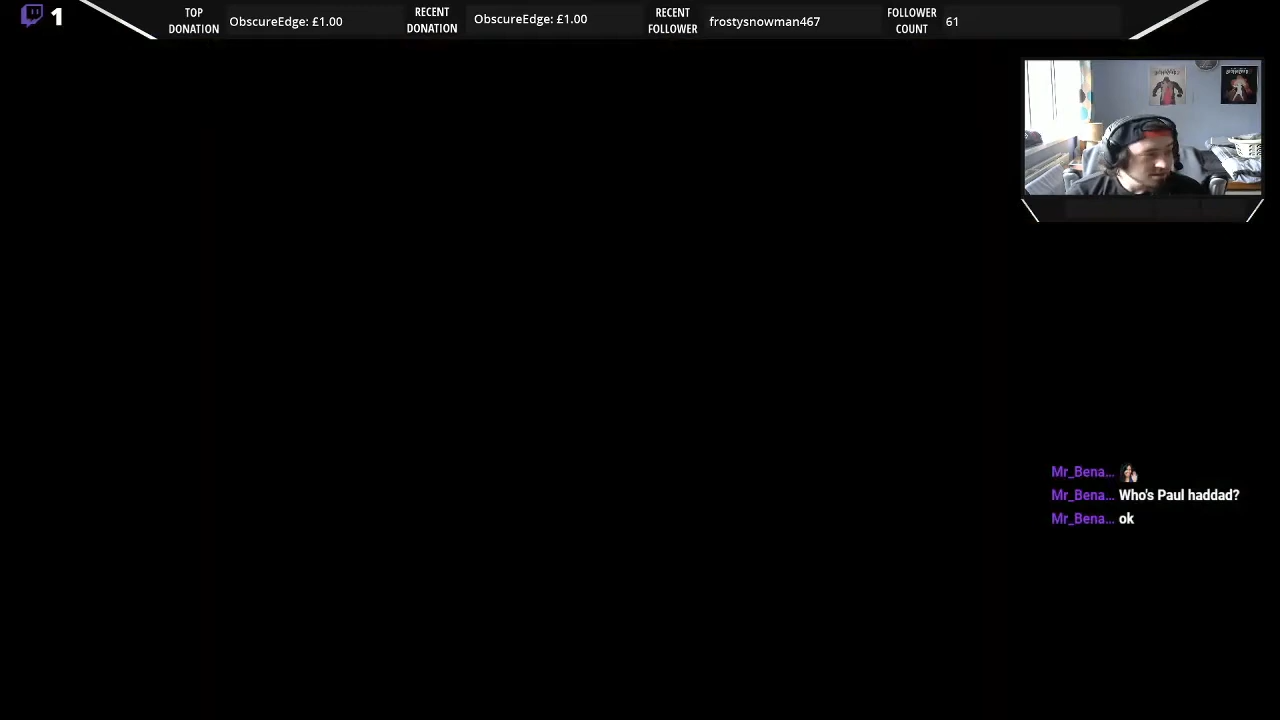 1
TOP
DONATION
ObscureEdge: £1.00
RECENT
DONATION
ObscureEdge: £1.00
RECENT
FOLLOWER
frostysnowman467
FOLLOWER
COUNT
61
Mr_Bena...
Mr_Bena... Who's Paul haddad?
Mr_Bena... ok